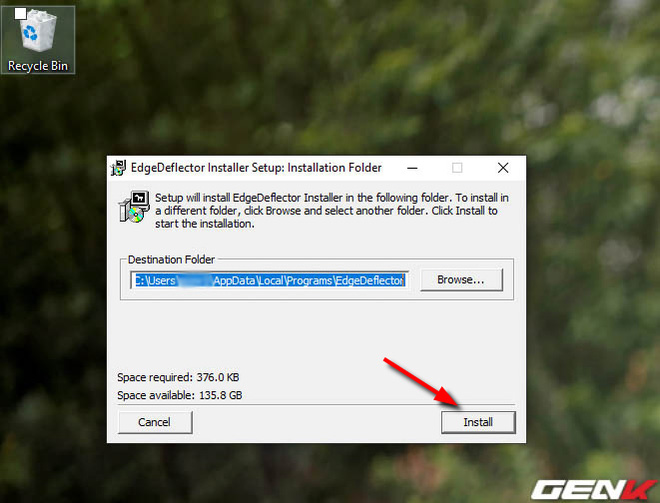 Recycle Bin
EdgeDeflector Installer Setup: Installation Folder
Setup will install EdgeDeflector Installer in the following folder. To install in
a different folder, click Browse and select another folder. Click Install to
start the installation.
Destination Folder
C:\Users\ \AppData\Local\Programs\EdgeDeflector
Browse...
Space required: 376.0 KB
Space available: 135.8 GB
Cancel
Install
GENK